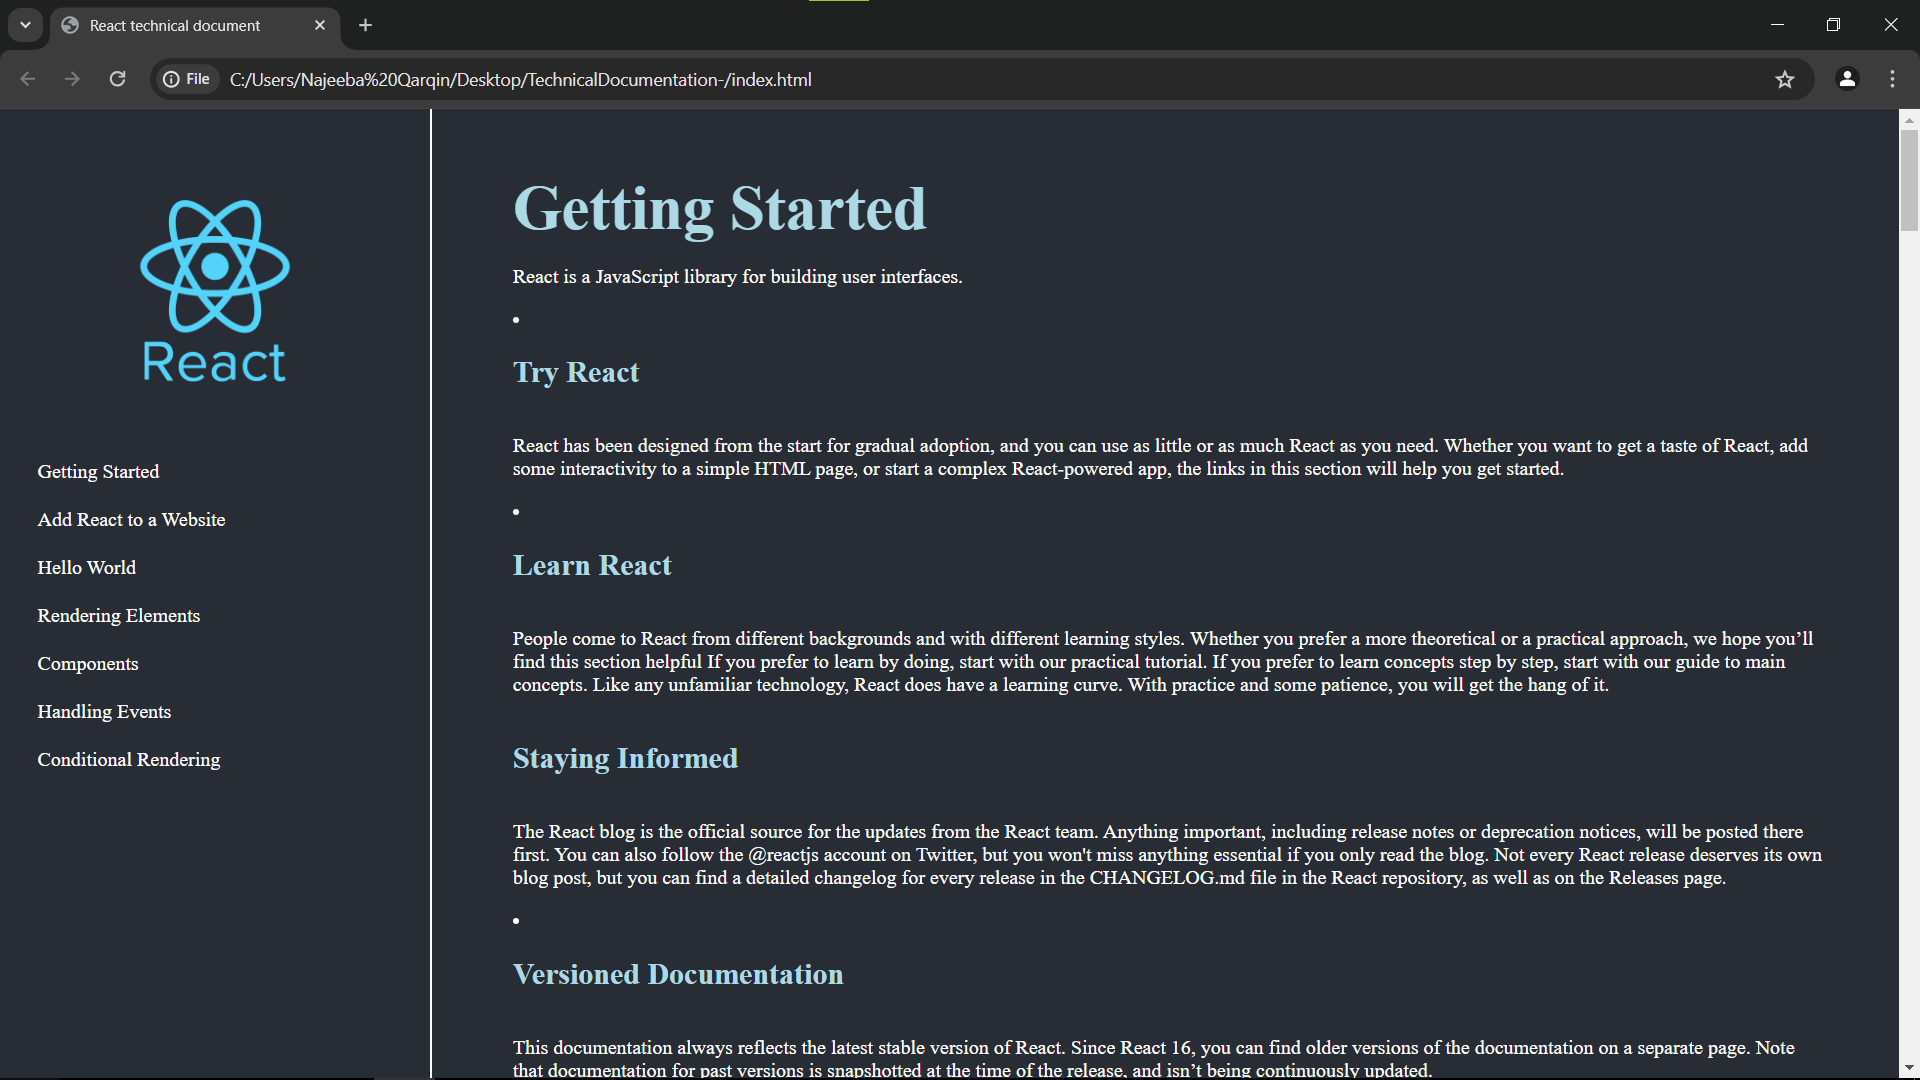 React technical document
File
C:/Users/Najeeba%20Qarqin/Desktop/TechnicalDocumentation-/index.html
React
Getting Started
Add React to a Website
Hello World
Rendering Elements
Components
Handling Events
Conditional Rendering
Getting Started
React is a JavaScript library for building user interfaces.
Try React
React has been designed from the start for gradual adoption, and you can use as little or as much React as you need. Whether you want to get a taste of React, add
some interactivity to a simple HTML page, or start a complex React-powered app, the links in this section will help you get started.
Learn React
People come to React from different backgrounds and with different learning styles. Whether you prefer a more theoretical or a practical approach, we hope you’ll
find this section helpful If you prefer to learn by doing, start with our practical tutorial. If you prefer to learn concepts step by step, start with our guide to main
concepts. Like any unfamiliar technology, React does have a learning curve. With practice and some patience, you will get the hang of it.
Staying Informed
The React blog is the official source for the updates from the React team. Anything important, including release notes or deprecation notices, will be posted there
first. You can also follow the @reactjs account on Twitter, but you won't miss anything essential if you only read the blog. Not every React release deserves its own
blog post, but you can find a detailed changelog for every release in the CHANGELOG.md file in the React repository, as well as on the Releases page.
Versioned Documentation
This documentation always reflects the latest stable version of React. Since React 16, you can find older versions of the documentation on a separate page. Note
that documentation for past versions is snapshotted at the time of the release, and isn’t being continuously updated.